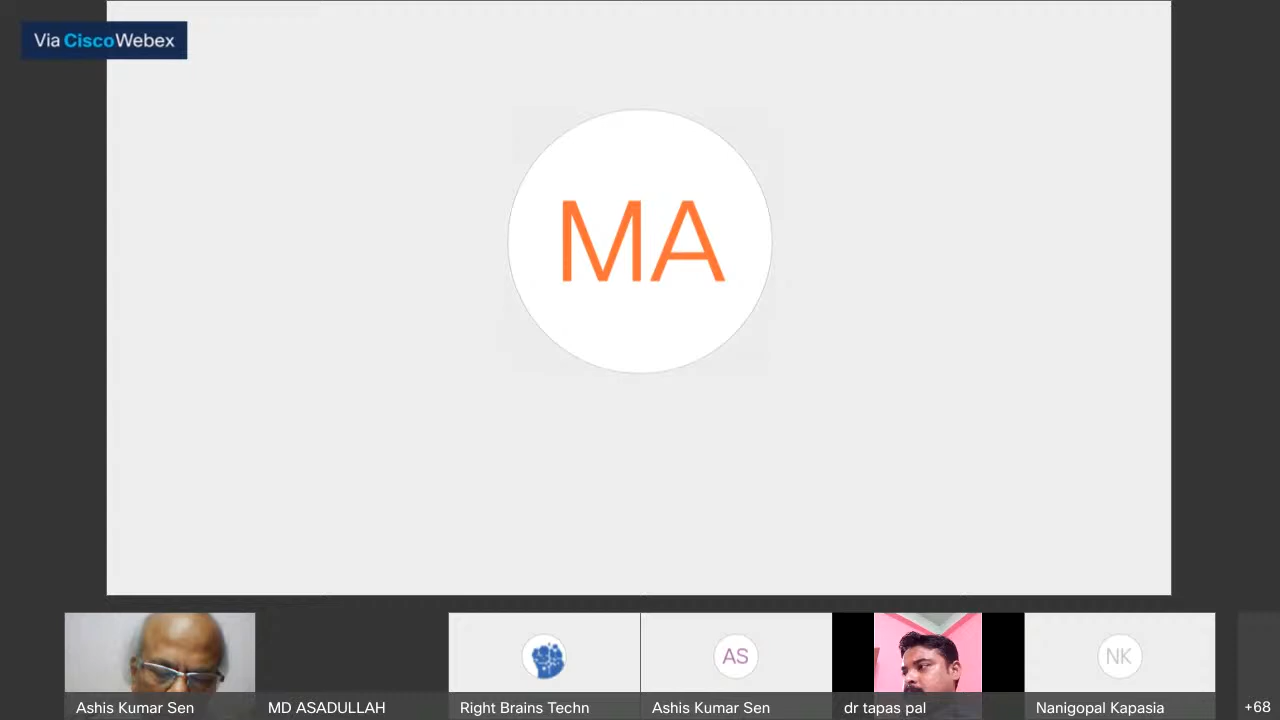 Via CiscoWebex
MA
AS
NK
Ashis Kumar Sen
MD ASADULLAH
Right Brains Techn
Ashis Kumar Sen
dr tapas pal
Nanigopal Kapasia
+68